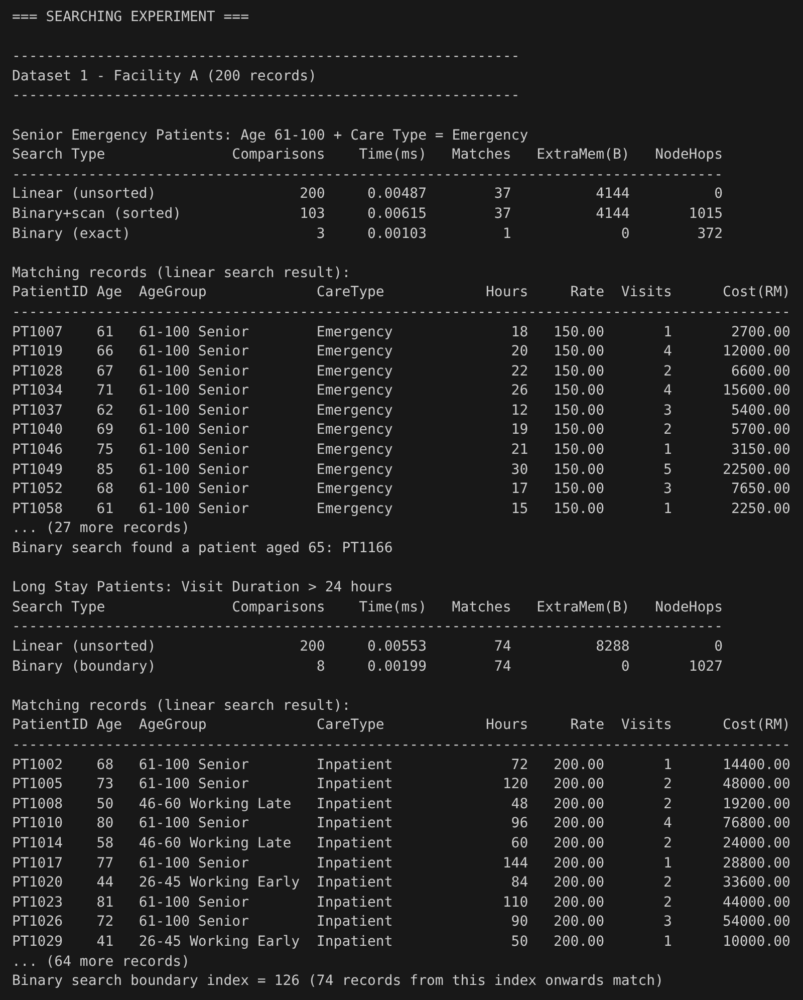 === SEARCHING EXPERIMENT ===
------------------------------------------------------------
Dataset 1 - Facility A (200 records)
------------------------------------------------------------
Senior Emergency Patients: Age 61-100 + Care Type = Emergency
Search Type               Comparisons    Time(ms)   Matches   ExtraMem(B)   NodeHops
------------------------------------------------------------------------------------
Linear (unsorted)                 200     0.00487        37          4144          0
Binary+scan (sorted)              103     0.00615        37          4144       1015
Binary (exact)                      3     0.00103         1             0        372
Matching records (linear search result):
PatientID Age  AgeGroup             CareType            Hours     Rate  Visits      Cost(RM)
--------------------------------------------------------------------------------------------
PT1007    61   61-100 Senior        Emergency              18   150.00       1       2700.00
PT1019    66   61-100 Senior        Emergency              20   150.00       4      12000.00
PT1028    67   61-100 Senior        Emergency              22   150.00       2       6600.00
PT1034    71   61-100 Senior        Emergency              26   150.00       4      15600.00
PT1037    62   61-100 Senior        Emergency              12   150.00       3       5400.00
PT1040    69   61-100 Senior        Emergency              19   150.00       2       5700.00
PT1046    75   61-100 Senior        Emergency              21   150.00       1       3150.00
PT1049    85   61-100 Senior        Emergency              30   150.00       5      22500.00
PT1052    68   61-100 Senior        Emergency              17   150.00       3       7650.00
PT1058    61   61-100 Senior        Emergency              15   150.00       1       2250.00
... (27 more records)
Binary search found a patient aged 65: PT1166
Long Stay Patients: Visit Duration > 24 hours
Search Type               Comparisons    Time(ms)   Matches   ExtraMem(B)   NodeHops
------------------------------------------------------------------------------------
Linear (unsorted)                 200     0.00553        74          8288          0
Binary (boundary)                   8     0.00199        74             0       1027
Matching records (linear search result):
PatientID Age  AgeGroup             CareType            Hours     Rate  Visits      Cost(RM)
--------------------------------------------------------------------------------------------
PT1002    68   61-100 Senior        Inpatient              72   200.00       1      14400.00
PT1005    73   61-100 Senior        Inpatient             120   200.00       2      48000.00
PT1008    50   46-60 Working Late   Inpatient              48   200.00       2      19200.00
PT1010    80   61-100 Senior        Inpatient              96   200.00       4      76800.00
PT1014    58   46-60 Working Late   Inpatient              60   200.00       2      24000.00
PT1017    77   61-100 Senior        Inpatient             144   200.00       1      28800.00
PT1020    44   26-45 Working Early  Inpatient              84   200.00       2      33600.00
PT1023    81   61-100 Senior        Inpatient             110   200.00       2      44000.00
PT1026    72   61-100 Senior        Inpatient              90   200.00       3      54000.00
PT1029    41   26-45 Working Early  Inpatient              50   200.00       1      10000.00
... (64 more records)
Binary search boundary index = 126 (74 records from this index onwards match)